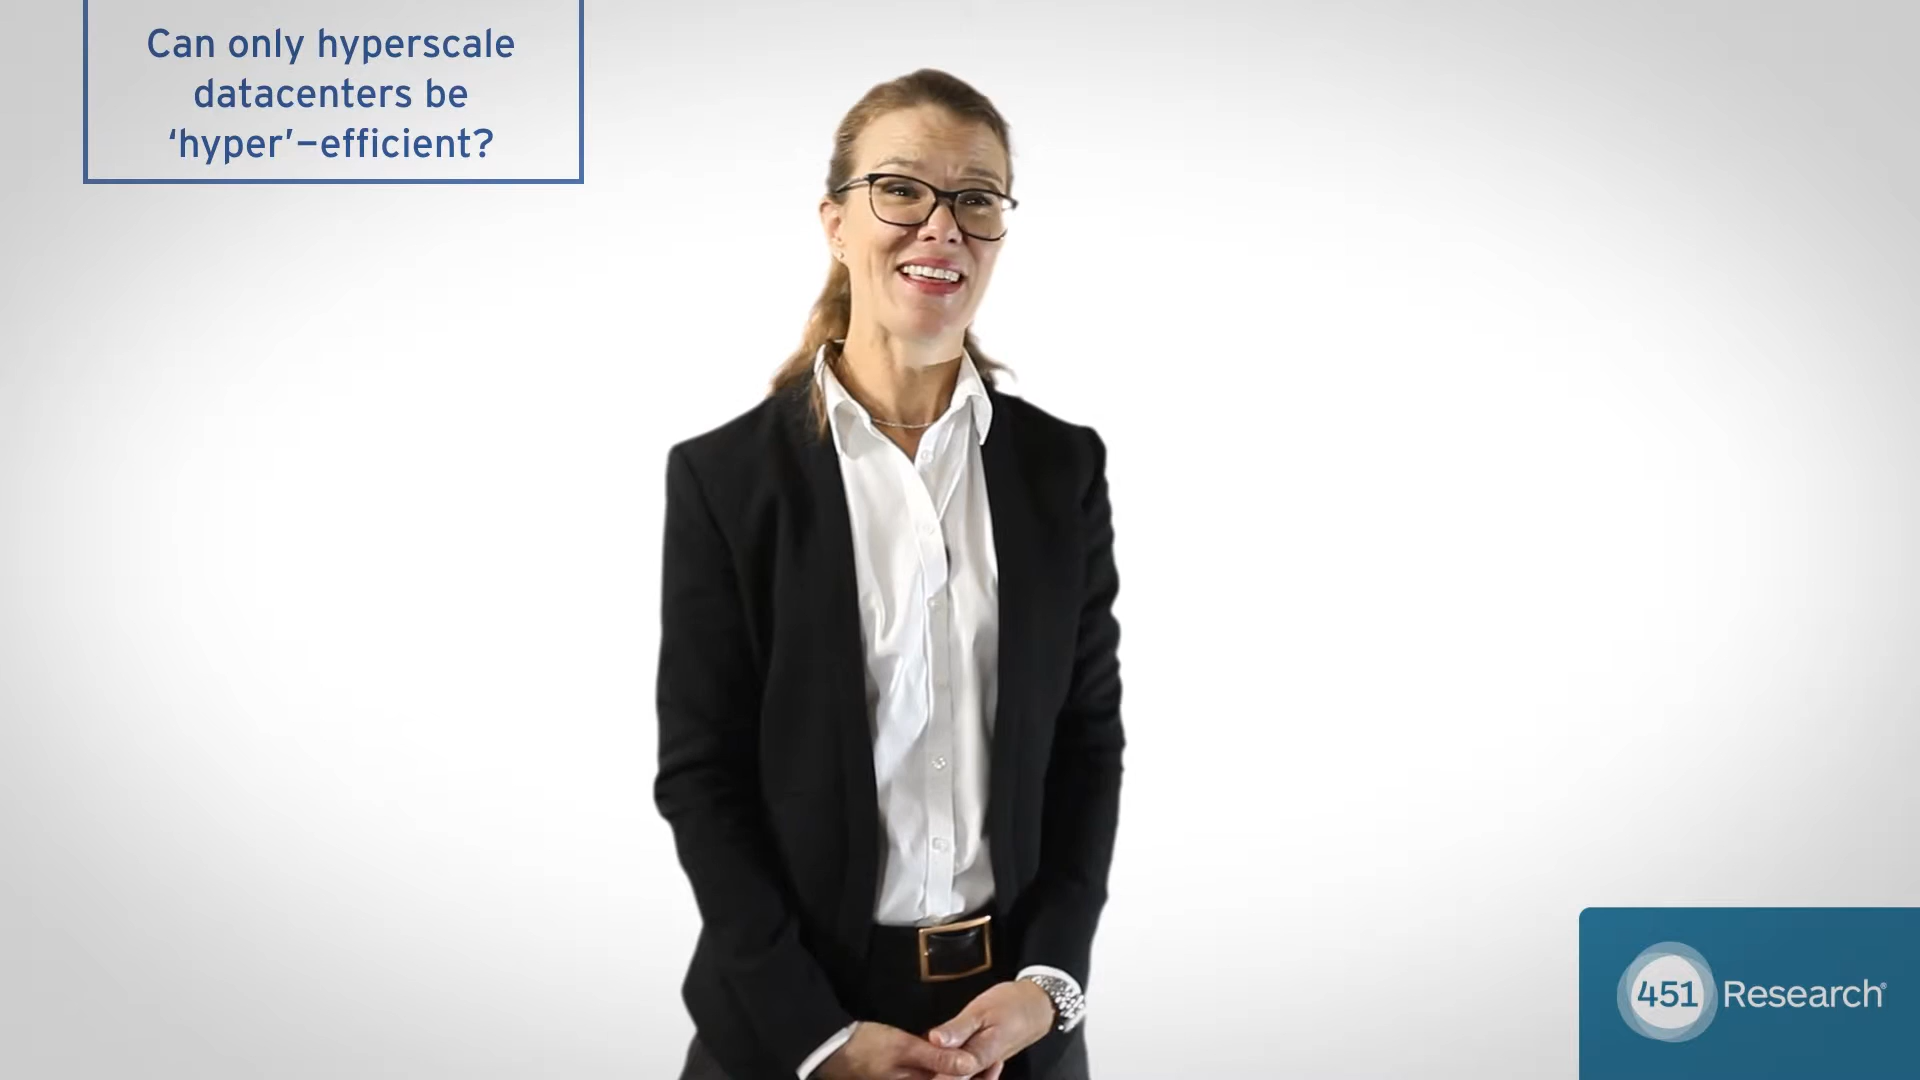 Can only hyperscale
datacenters be
‘hyper’–efficient?
451 Research®